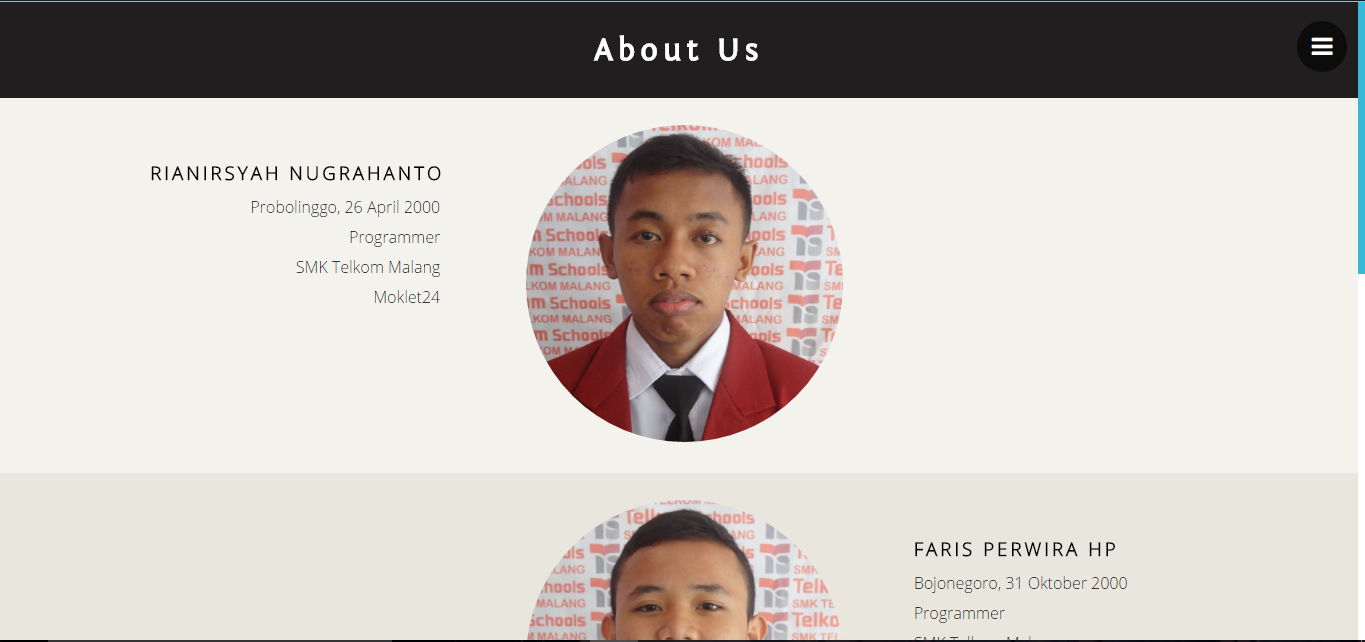 About Us
RIANIRSYAH NUGRAHANTO
Probolinggo, 26 April 2000
Programmer
SMK Telkom Malang
Moklet24
FARIS PERWIRA HP
Bojonegoro, 31 Oktober 2000
Programmer